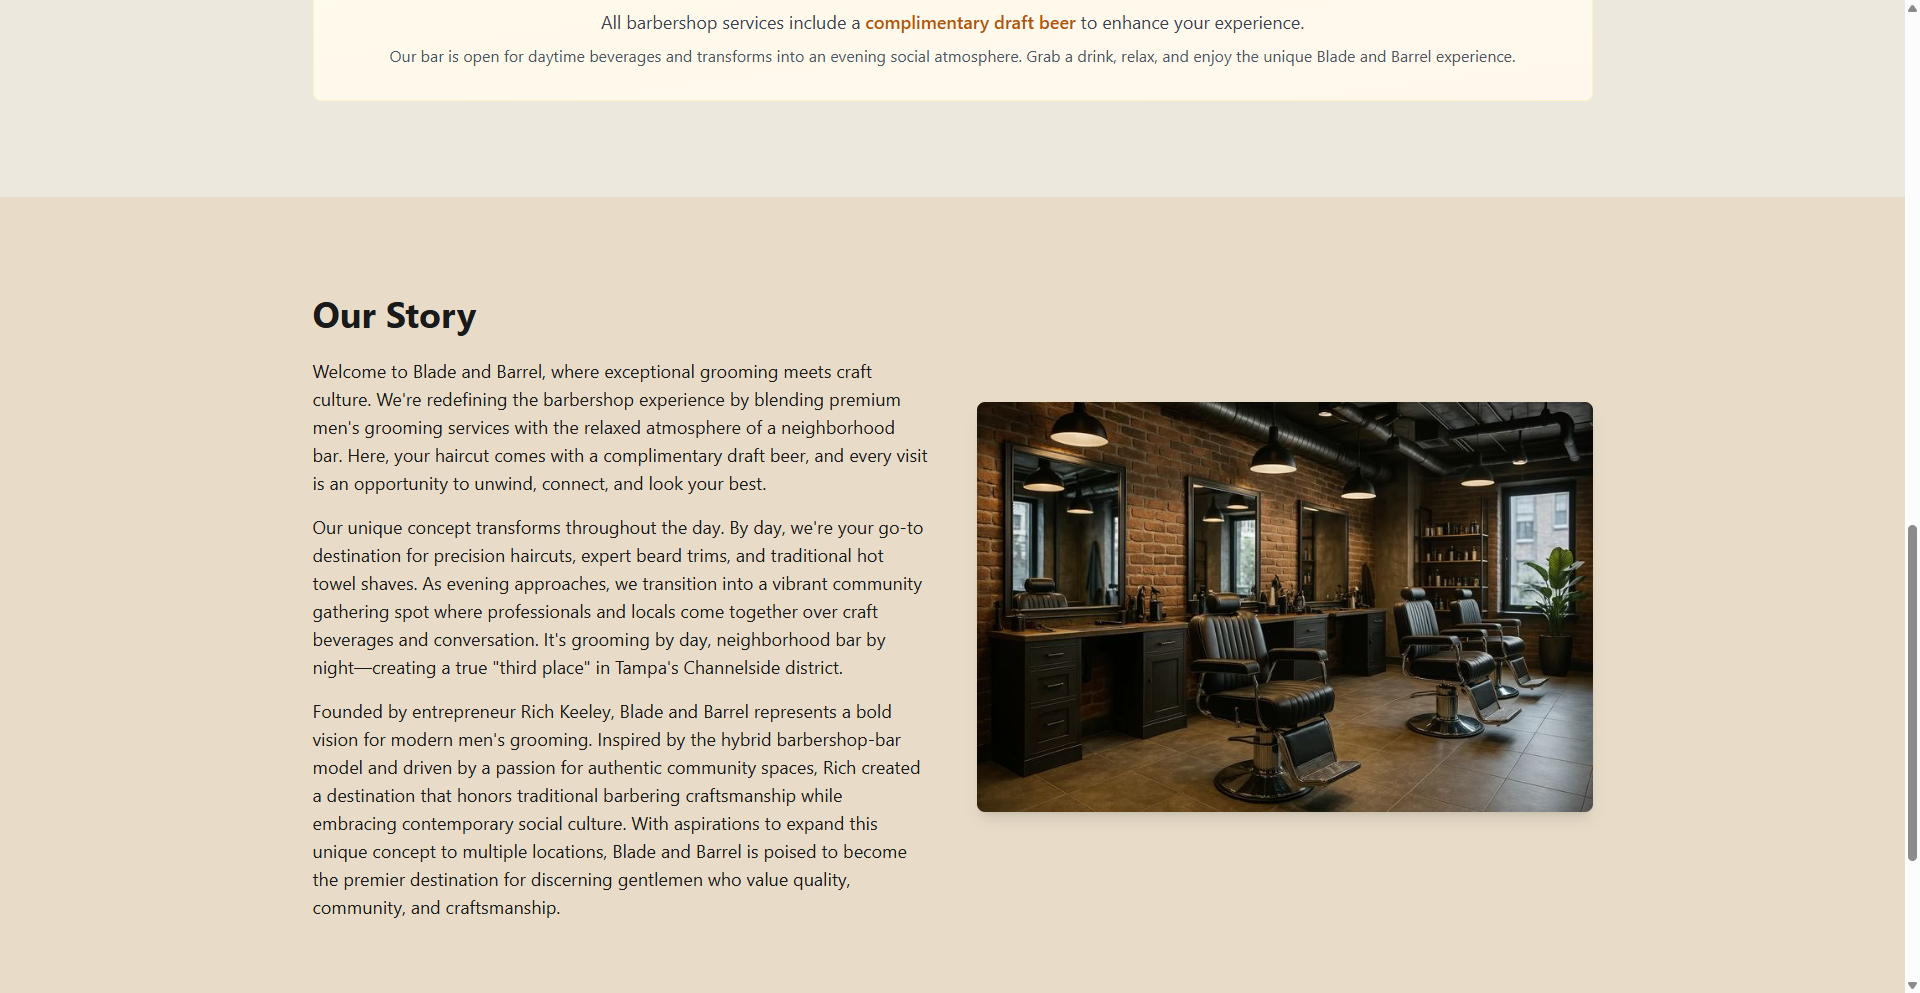 All barbershop services include a complimentary draft beer to enhance your experience.
Our bar is open for daytime beverages and transforms into an evening social atmosphere. Grab a drink, relax, and enjoy the unique Blade and Barrel experience.
Our Story
Welcome to Blade and Barrel, where exceptional grooming meets craft
culture. We're redefining the barbershop experience by blending premium
men's grooming services with the relaxed atmosphere of a neighborhood
bar. Here, your haircut comes with a complimentary draft beer, and every visit
is an opportunity to unwind, connect, and look your best.
Our unique concept transforms throughout the day. By day, we're your go-to
destination for precision haircuts, expert beard trims, and traditional hot
towel shaves. As evening approaches, we transition into a vibrant community
gathering spot where professionals and locals come together over craft
beverages and conversation. It's grooming by day, neighborhood bar by
night—creating a true "third place" in Tampa's Channelside district.
Founded by entrepreneur Rich Keeley, Blade and Barrel represents a bold
vision for modern men's grooming. Inspired by the hybrid barbershop-bar
model and driven by a passion for authentic community spaces, Rich created
a destination that honors traditional barbering craftsmanship while
embracing contemporary social culture. With aspirations to expand this
unique concept to multiple locations, Blade and Barrel is poised to become
the premier destination for discerning gentlemen who value quality,
community, and craftsmanship.